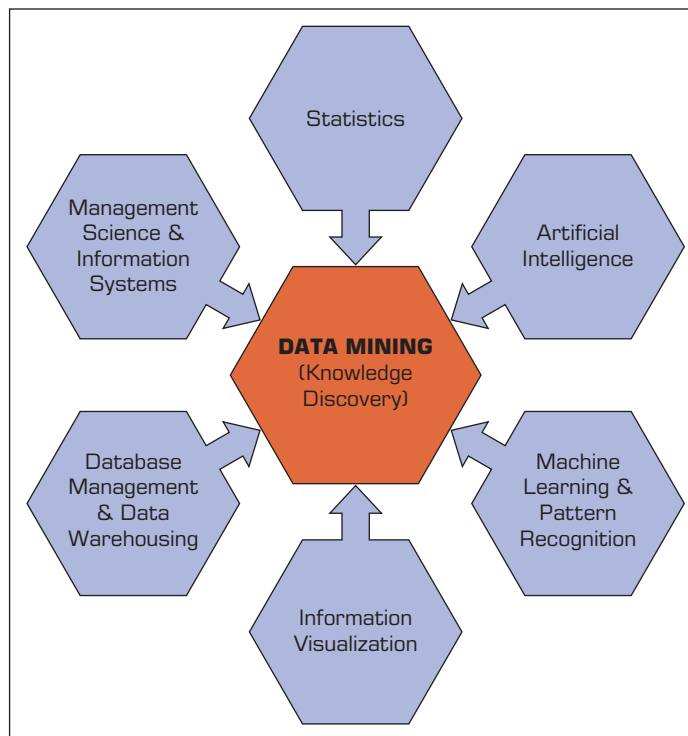 Statistics
Management
Science &
Information
Systems
Artificial
Intelligence
DATA MINING
(Knowledge
Discovery)
Database
Management
& Data
Warehousing
Machine
Learning &
Pattern
Recognition
Information
Visualization